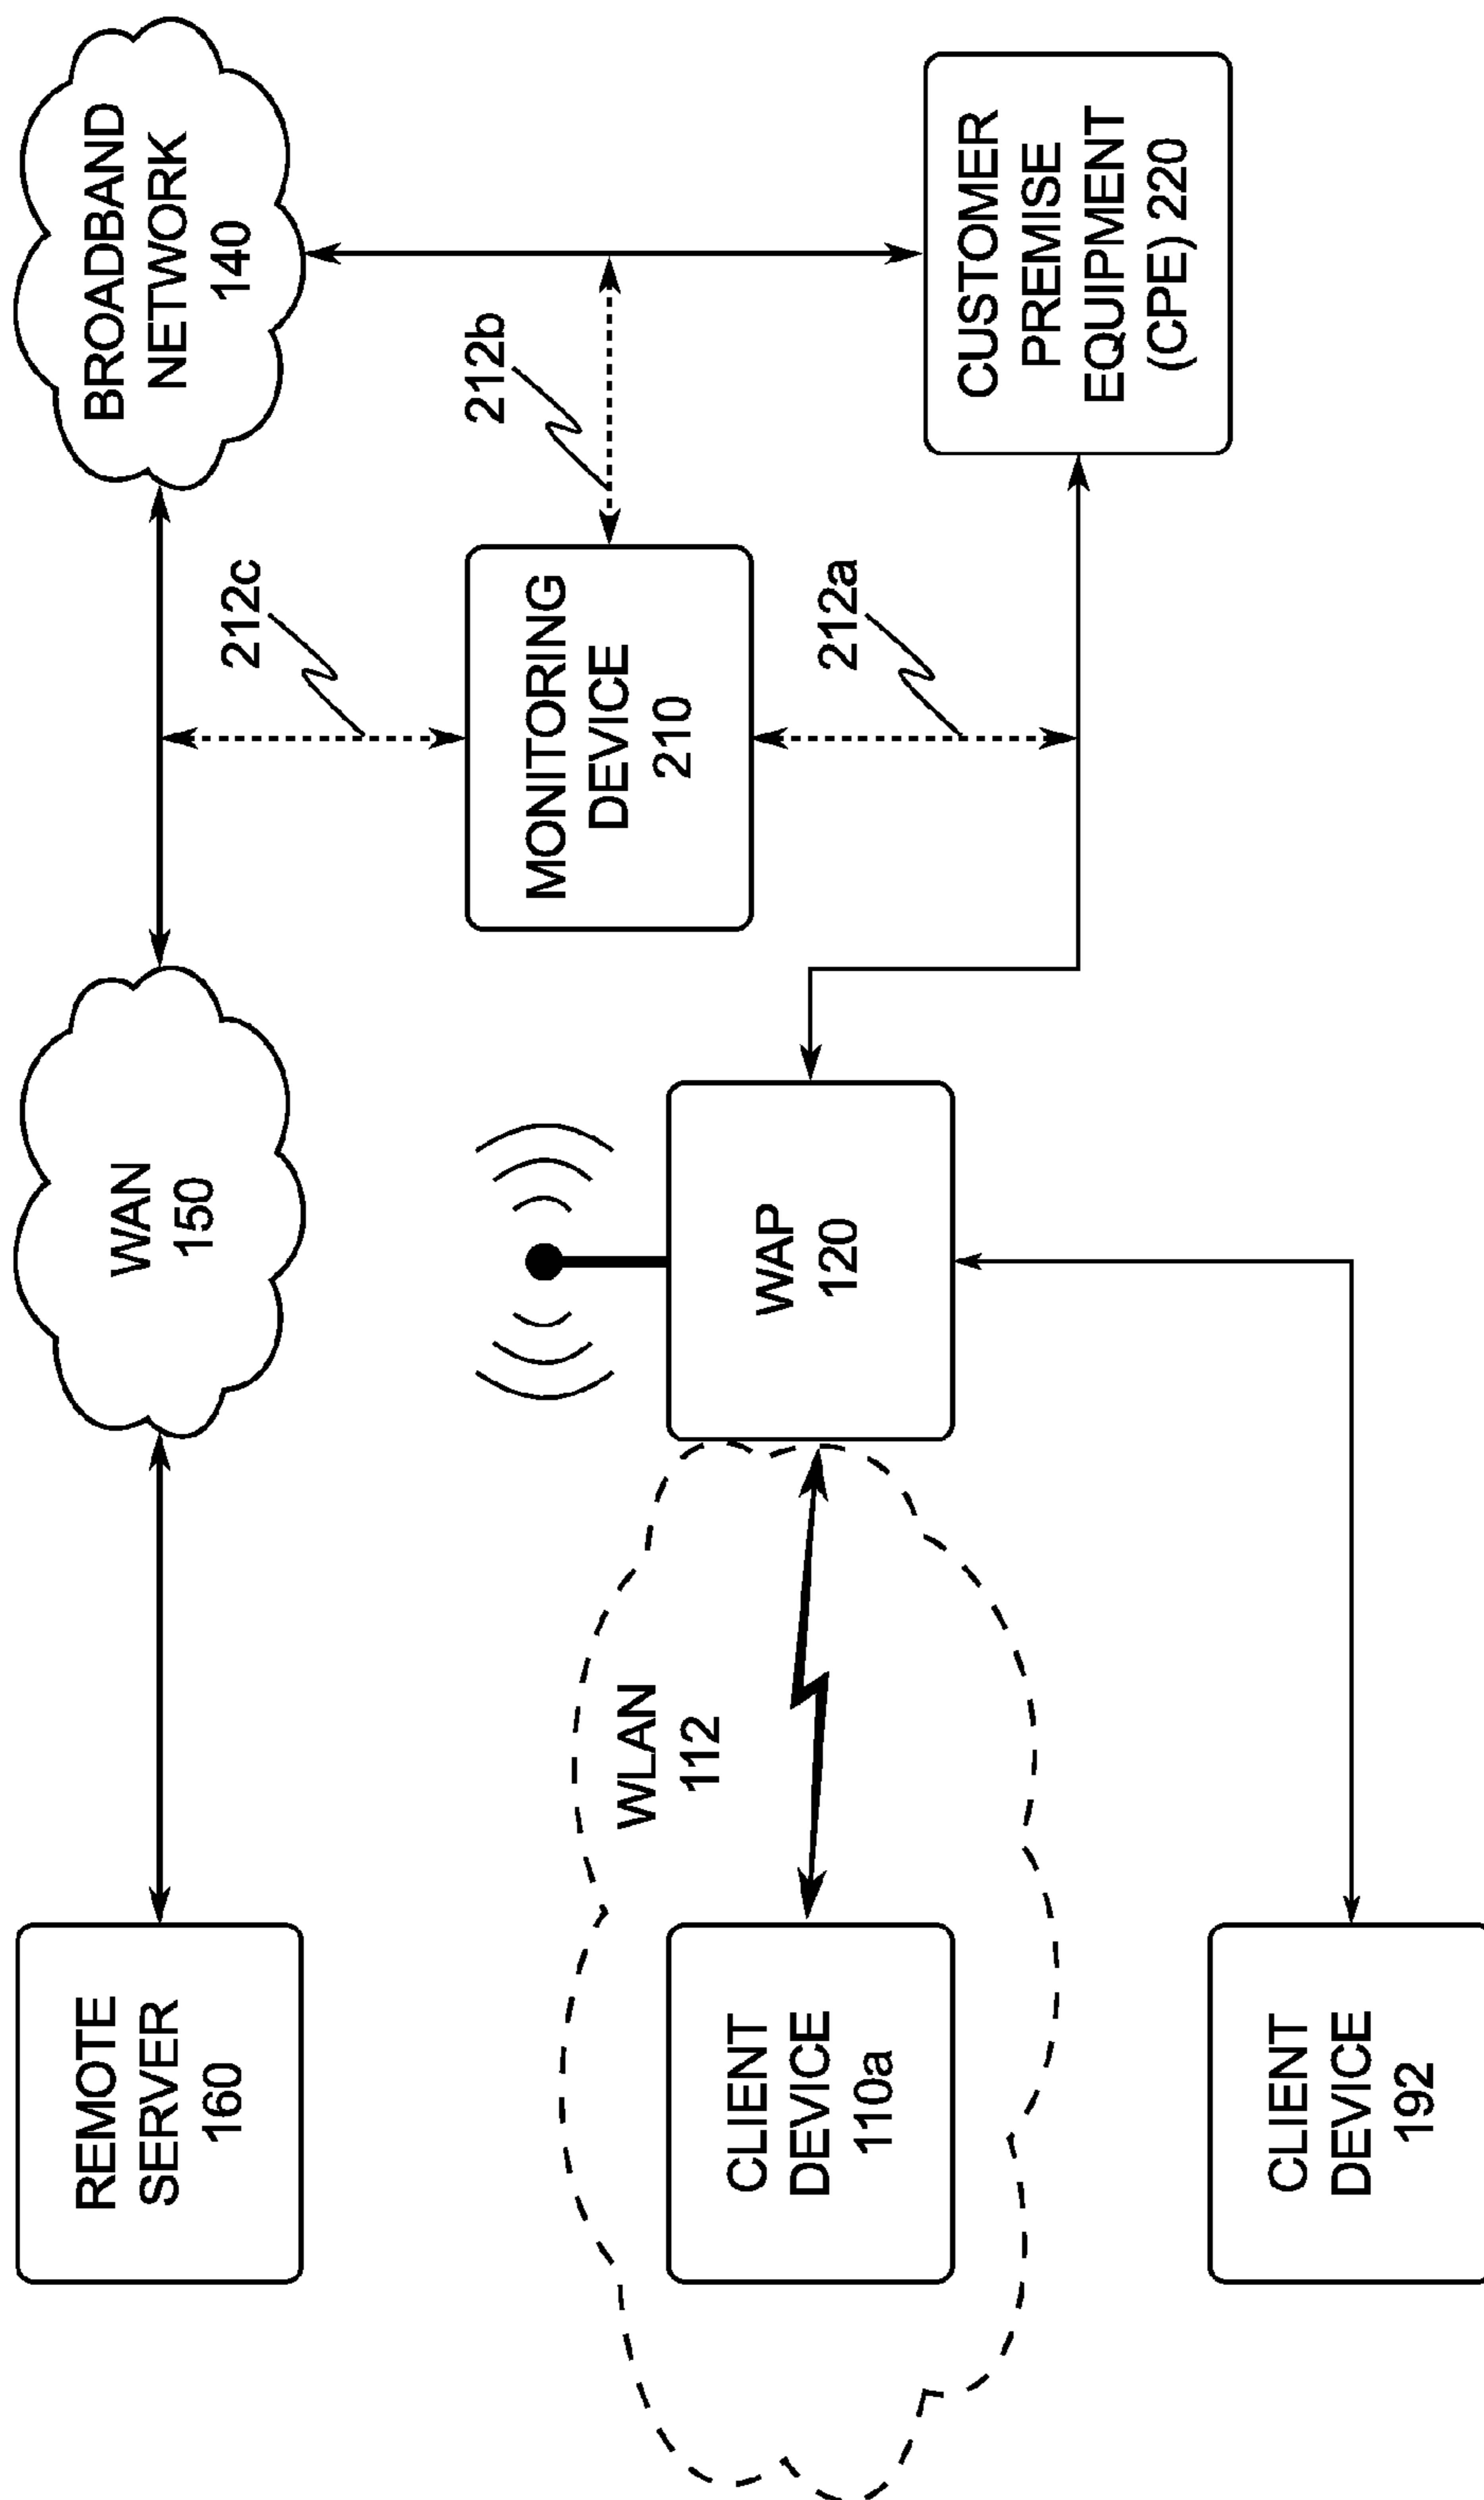 REMOTE
SERVER
160
WAN
150
BROADBAND
NETWORK
140
212c
212b
MONITORING
DEVICE
210
WLAN
112
CLIENT
DEVICE
110a
WAP
120
212a
CUSTOMER
PREMISE
EQUIPMENT
(CPE) 220
CLIENT
DEVICE
192